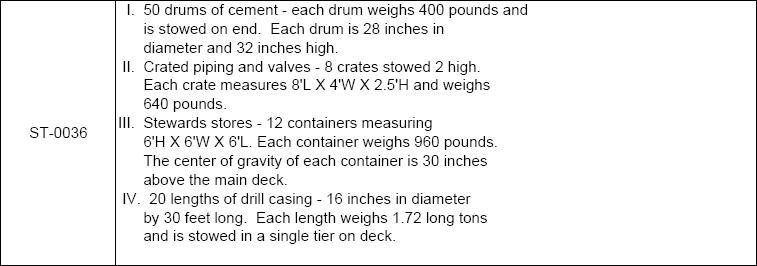 ST-0036
I. 50 drums of cement - each drum weighs 400 pounds and
is stowed on end. Each drum is 28 inches in
diameter and 32 inches high.
II. Crated piping and valves - 8 crates stowed 2 high.
Each crate measures 8'L X 4'W X 2.5'H and weighs
640 pounds.
III. Stewards stores - 12 containers measuring
6'H X 6'W X 6'L. Each container weighs 960 pounds.
The center of gravity of each container is 30 inches
above the main deck.
IV. 20 lengths of drill casing - 16 inches in diameter
by 30 feet long. Each length weighs 1.72 long tons
and is stowed in a single tier on deck.